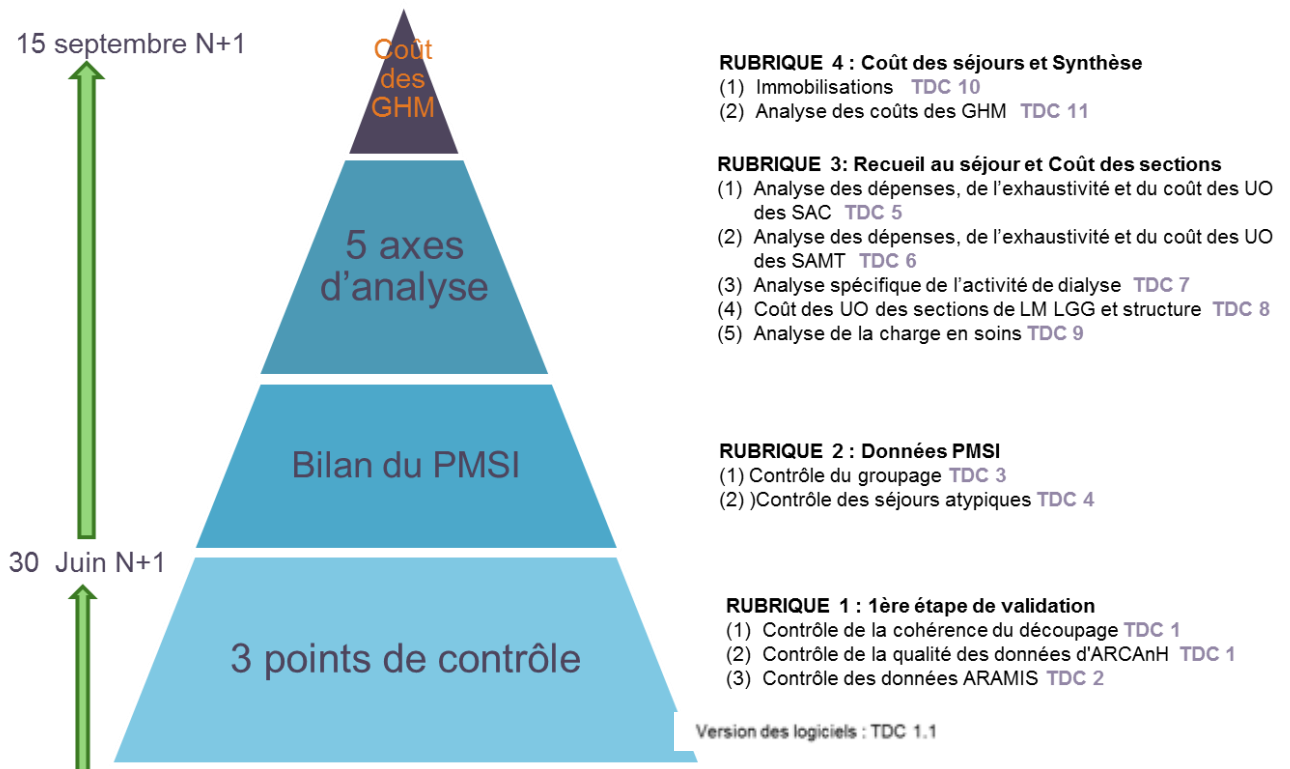 15 septembre N+1
Coût
des
GHM
RUBRIQUE 4 : Coût des séjours et Synthèse
(1) Immobilisations TDC 10
(2) Analyse des coûts des GHM TDC 11
5 axes
d'analyse
RUBRIQUE 3: Recueil au séjour et Coût des sections
(1) Analyse des dépenses, de l'exhaustivité et du coût des UO
des SAC TDC 5
(2) Analyse des dépenses, de l'exhaustivité et du coût des UO
des SAMT TDC 6
(3) Analyse spécifique de l'activité de dialyse TDC 7
(4) Coût des UO des sections de LM LGG et structure TDC 8
(5) Analyse de la charge en soins TDC 9
Bilan du PMSI
RUBRIQUE 2 : Données PMSI
(1) Contrôle du groupage TDC 3
(2) )Contrôle des séjours atypiques TDC 4
30 Juin N+1
3 points de contrôle
RUBRIQUE 1 : 1ère étape de validation
(1) Contrôle de la cohérence du découpage TDC 1
(2) Contrôle de la qualité des données d'ARCAnH TDC 1
(3) Contrôle des données ARAMIS TDC 2
Version des logiciels : TDC 1.1